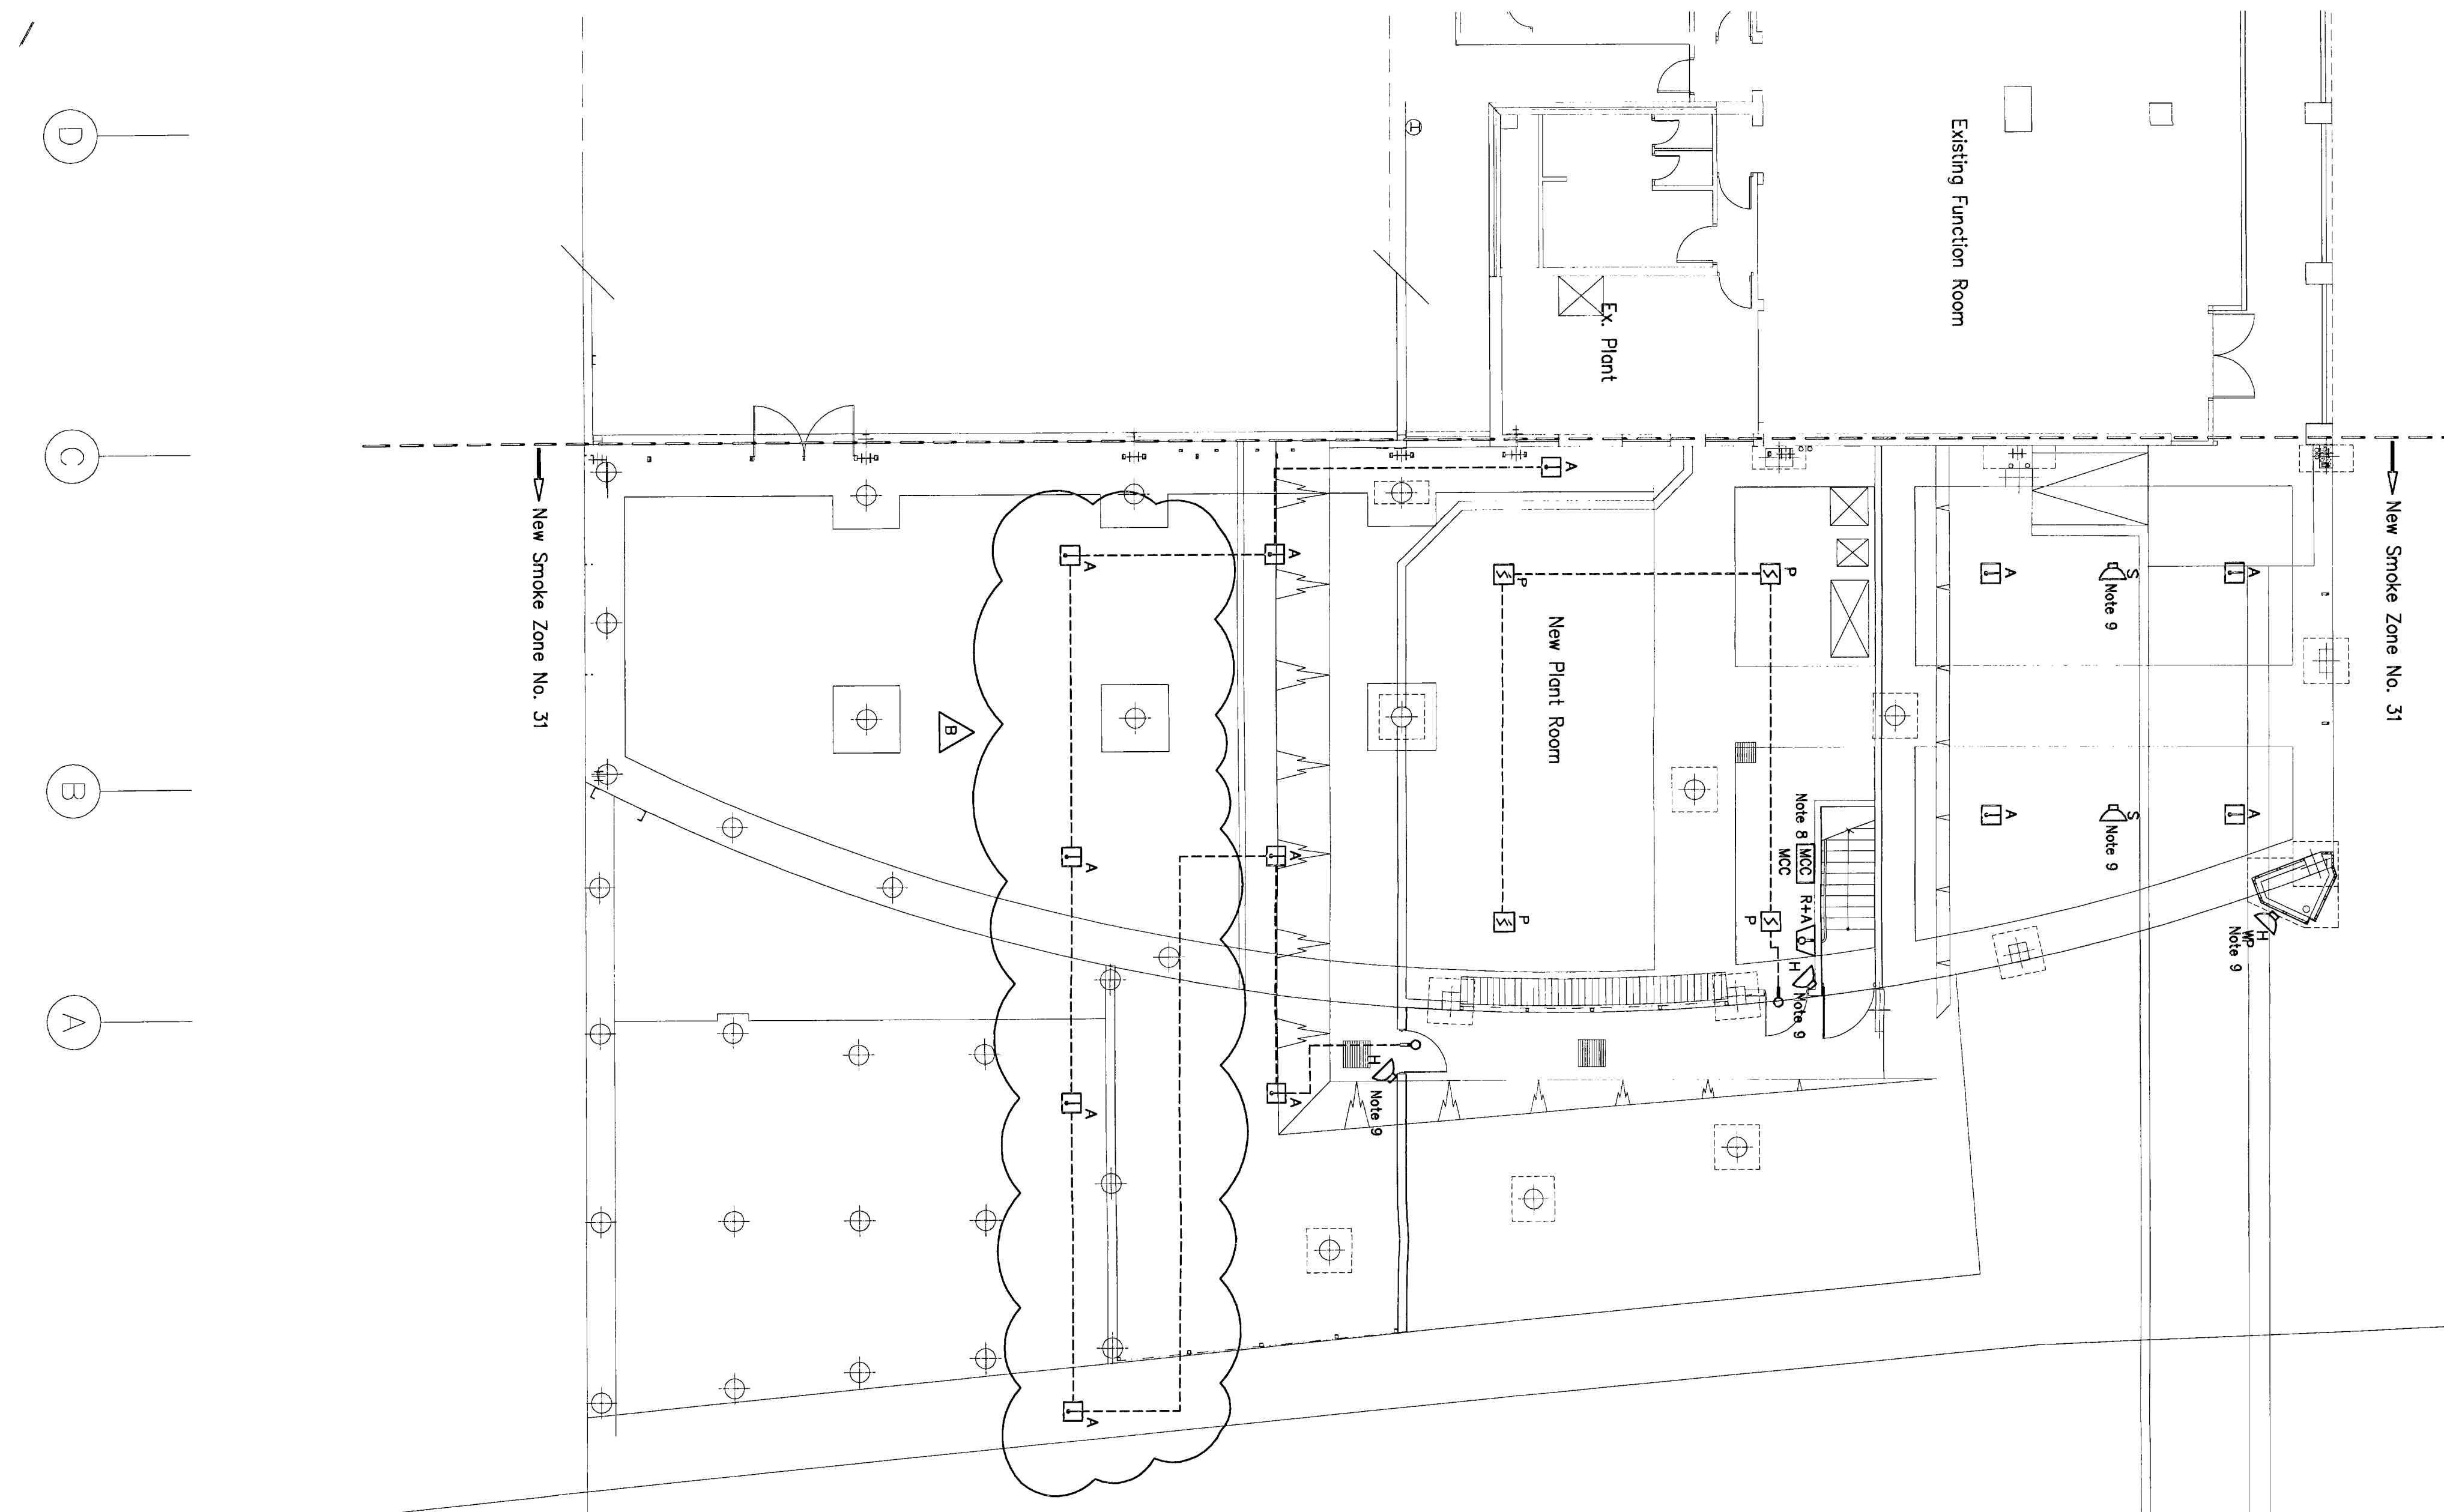 D
C
B
A
Existing Function Room
Ex. Plant
New Smoke Zone No. 31
New Smoke Zone No. 31
New Plant Room
A
A
A
A
A
A
A
A
A
A
A
A
P
P
P
P
S
Note 9
S
Note 9
B
Note 8
MCC
MCC
R+A
H
Note 9
H
Note 9
H
WP
Note 9